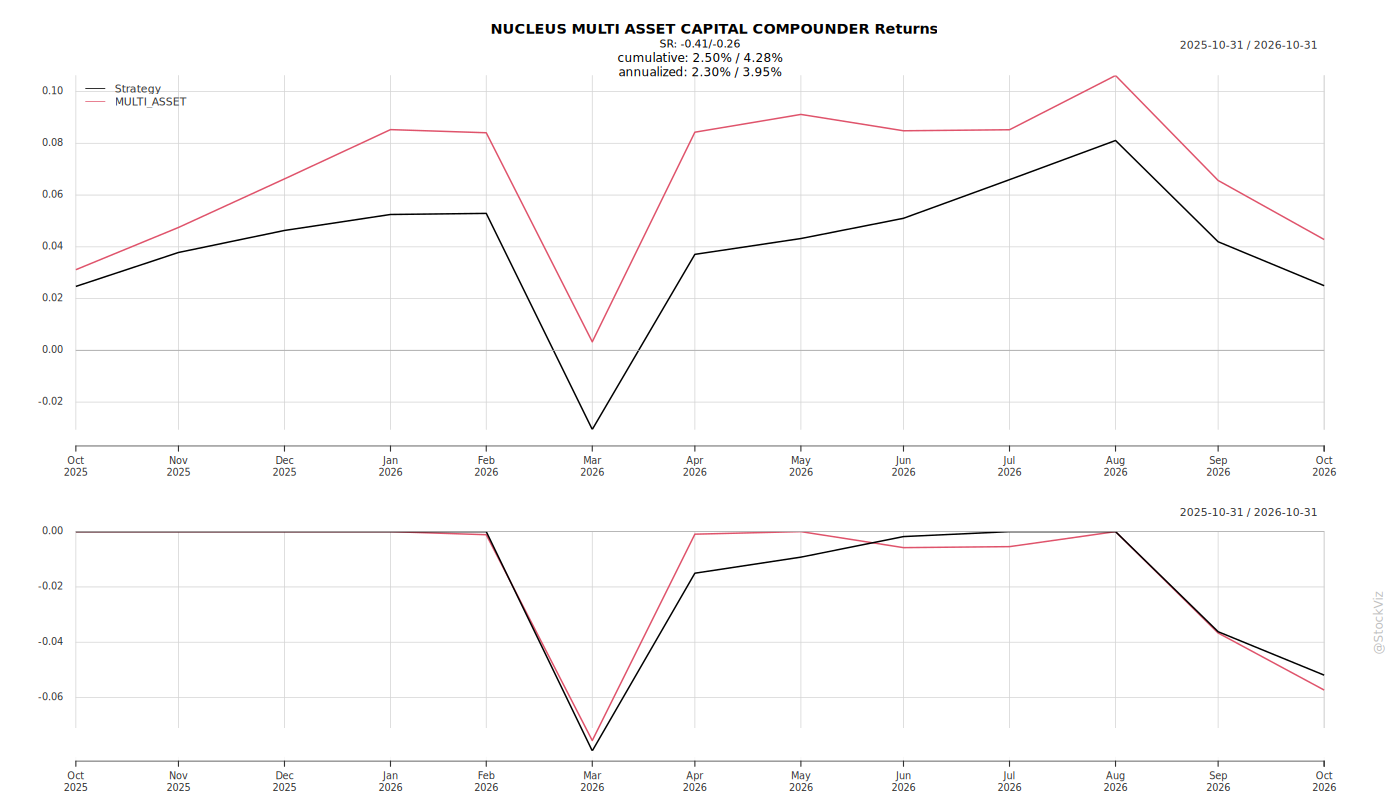 NUCLEUS MULTI ASSET CAPITAL COMPOUNDER Returns
SR: -0.41/-0.26
cumulative: 2.50% / 4.28%
annualized: 2.30% / 3.95%
2025-10-31 / 2026-10-31
Strategy
MULTI_ASSET
0.10
0.08
0.06
0.04
0.02
0.00
-0.02
Oct Nov Dec Jan Feb Mar Apr May Jun Jul Aug Sep Oct
2025 2025 2025 2026 2026 2026 2026 2026 2026 2026 2026 2026 2026
2025-10-31 / 2026-10-31
0.00
-0.02
-0.04
-0.06
Oct Nov Dec Jan Feb Mar Apr May Jun Jul Aug Sep Oct
2025 2025 2025 2026 2026 2026 2026 2026 2026 2026 2026 2026 2026
@StockViz